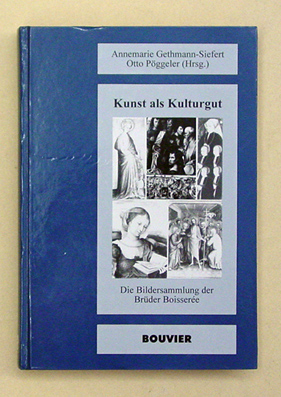 Annemarie Gethmann-Siefert
Otto Pöggeler (Hrsg.)
Kunst als Kulturgut
Die Bildersammlung der
Brüder Boisserée
BOUVIER